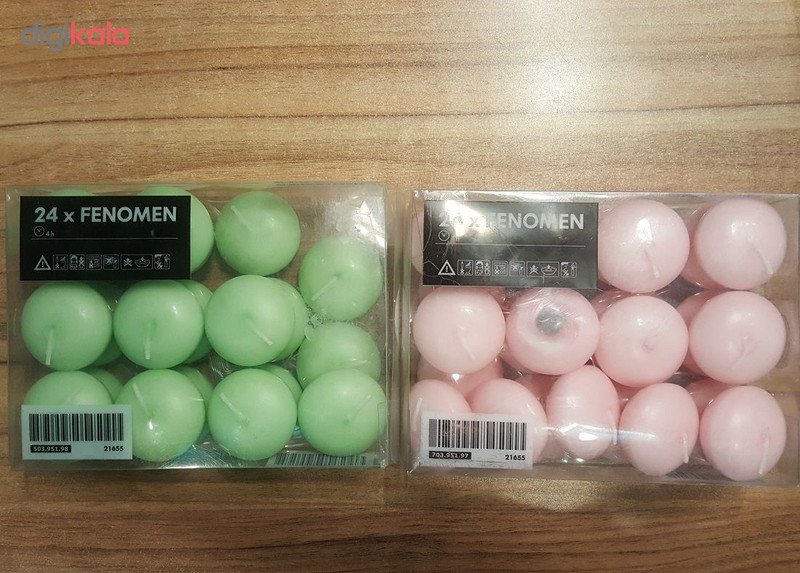 digikala
24 x FENOMEN
4h
503.951.98
21655
24 x FENOMEN
703.951.97
21655